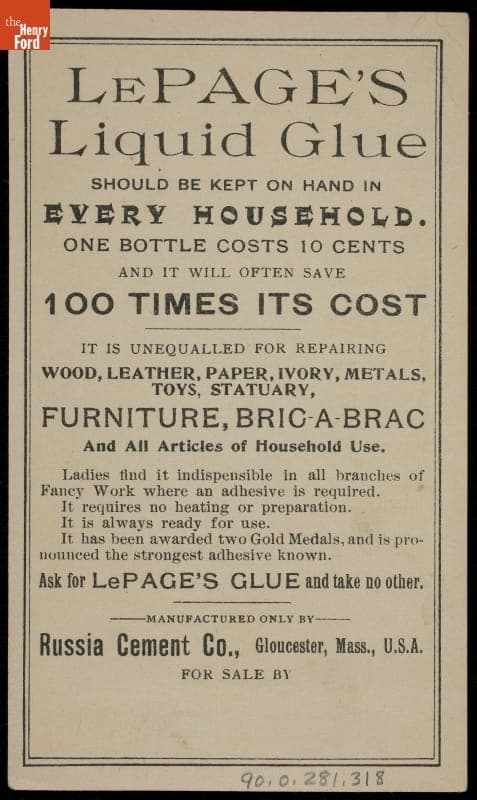 the
Henry
Ford
LEPAGE'S
Liquid Glue
SHOULD BE KEPT ON HAND IN
EVERY HOUSEHOLD.
ONE BOTTLE COSTS 10 CENTS
AND IT WILL OFTEN SAVE
100 TIMES ITS COST
IT IS UNEQUALLED FOR REPAIRING
WOOD, LEATHER, PAPER, IVORY, METALS,
TOYS, STATUARY,
FURNITURE, BRIC-A-BRAC
And All Articles of Household Use.
Ladies find it indispensible in all branches of
Fancy Work where an adhesive is required.
It requires no heating or preparation.
It is always ready for use.
It has been awarded two Gold Medals, and is pro-
nounced the strongest adhesive known.
Ask for LePAGE'S GLUE and take no other.
MANUFACTURED ONLY BY
Russia Cement Co., Gloucester, Mass., U.S.A.
FOR SALE BY
90.0.281.318